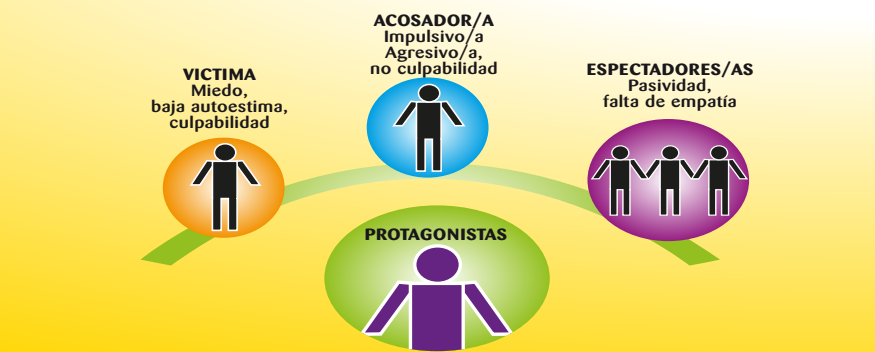 VICTIMA
Miedo,
baja autoestima,
culpabilidad
ACOSADOR/A
Impulsivo/a
Agresivo/a,
no culpabilidad
ESPECTADORES/AS
Pasividad,
falta de empatía
PROTAGONISTAS